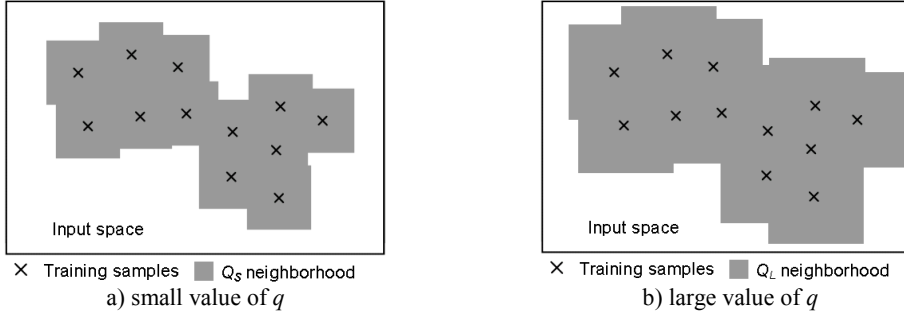 Input space
× Training samples Q_S neighborhood
a) small value of q
Input space
× Training samples Q_L neighborhood
b) large value of q